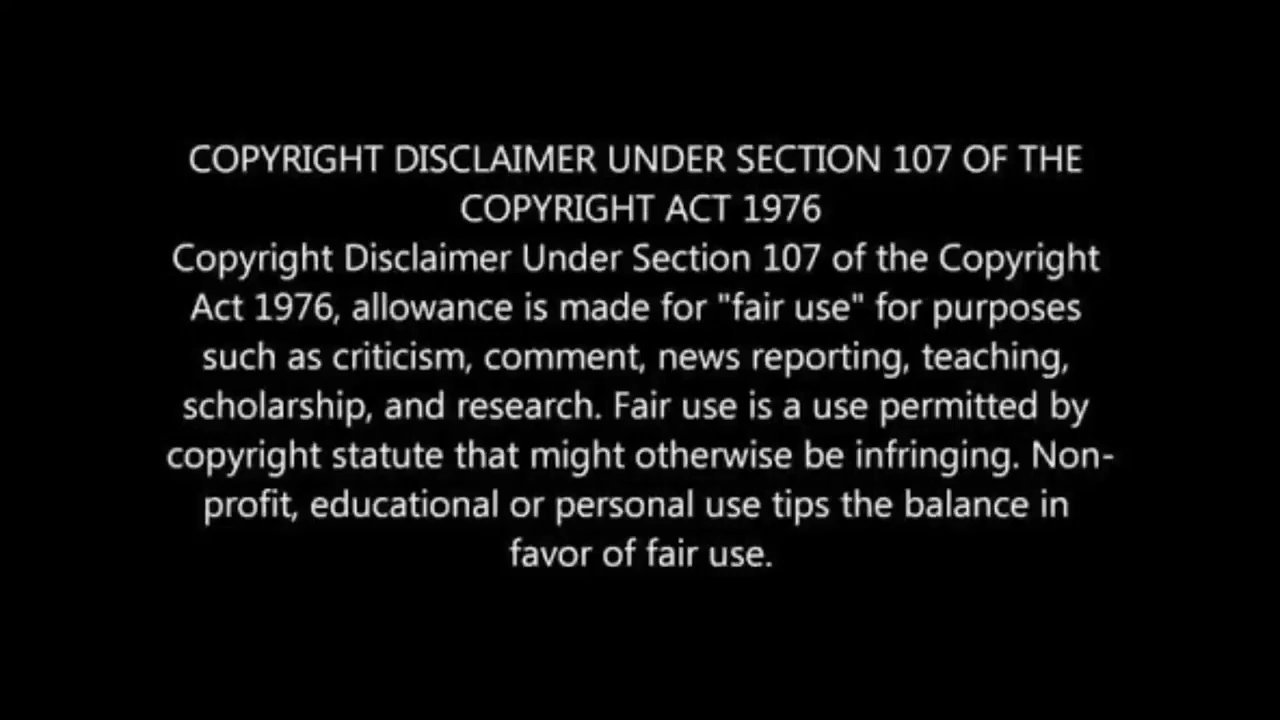 COPYRIGHT DISCLAIMER UNDER SECTION 107 OF THE
COPYRIGHT ACT 1976
Copyright Disclaimer Under Section 107 of the Copyright
Act 1976, allowance is made for "fair use" for purposes
such as criticism, comment, news reporting, teaching,
scholarship, and research. Fair use is a use permitted by
copyright statute that might otherwise be infringing. Non-
profit, educational or personal use tips the balance in
favor of fair use.